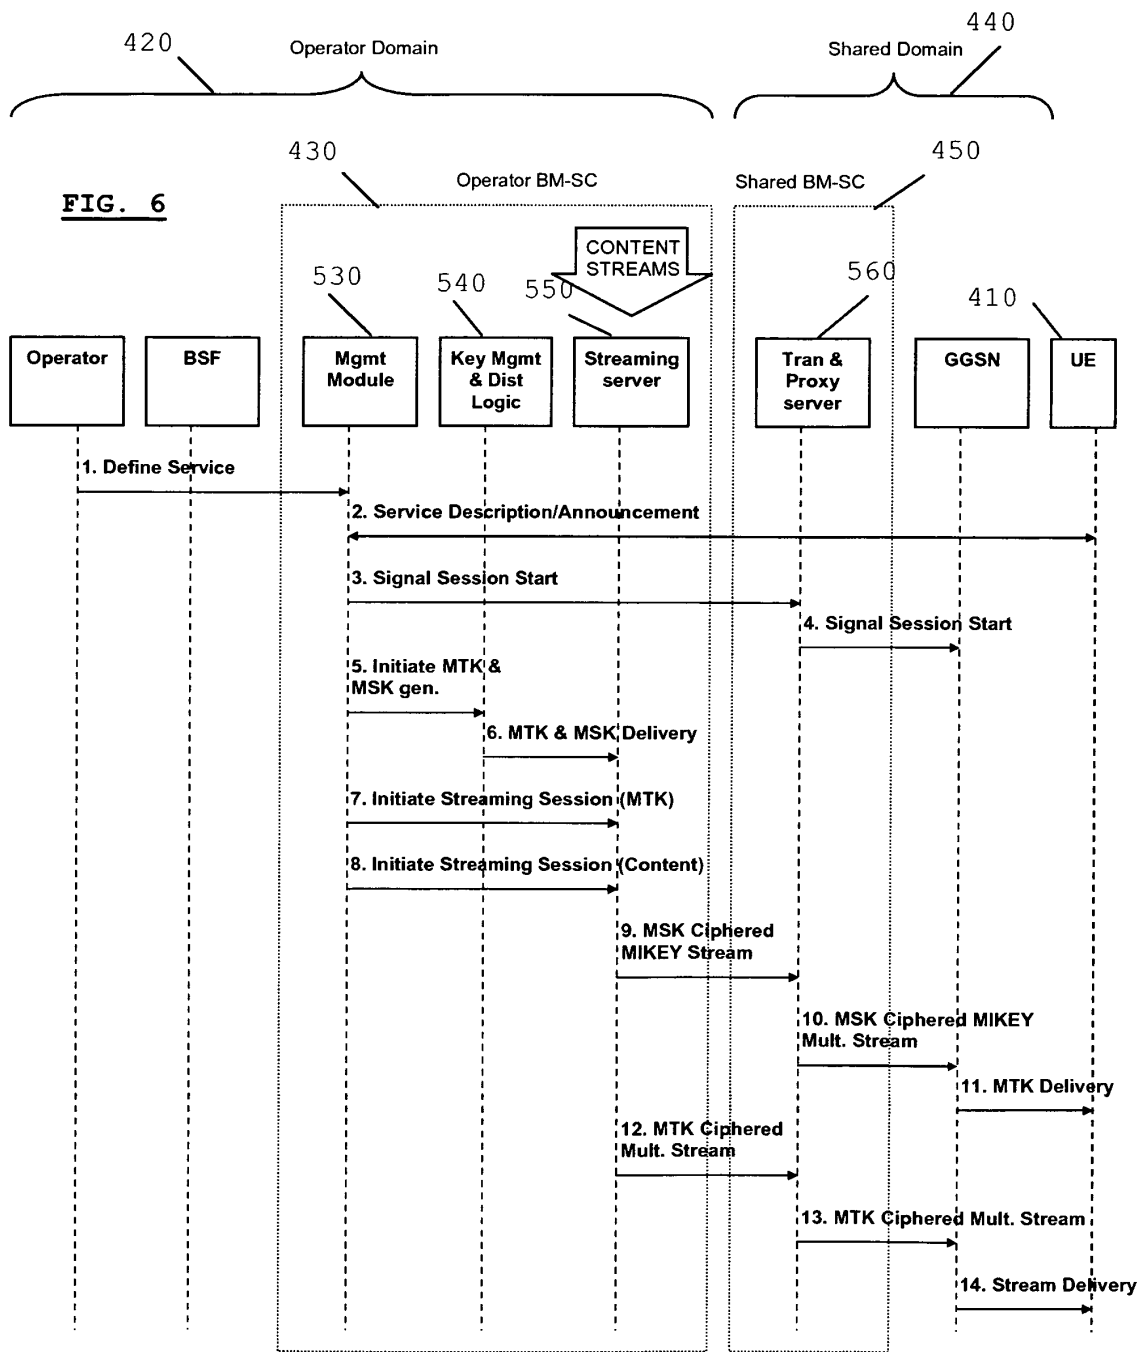 420
Operator Domain
Shared Domain
440
430
Operator BM-SC
Shared BM-SC
450
FIG. 6
CONTENT
STREAMS
530
540
550
560
410
Operator
BSF
Mgmt
Module
Key Mgmt
& Dist
Logic
Streaming
server
Tran &
Proxy
server
GGSN
UE
1. Define Service
2. Service Description/Announcement
3. Signal Session Start
4. Signal Session Start
5. Initiate MTK &
MSK gen.
6. MTK & MSK Delivery
7. Initiate Streaming Session (MTK)
8. Initiate Streaming Session (Content)
9. MSK Ciphered
MIKEY Stream
10. MSK Ciphered MIKEY
Mult. Stream
11. MTK Delivery
12. MTK Ciphered
Mult. Stream
13. MTK Ciphered Mult. Stream
14. Stream Delivery